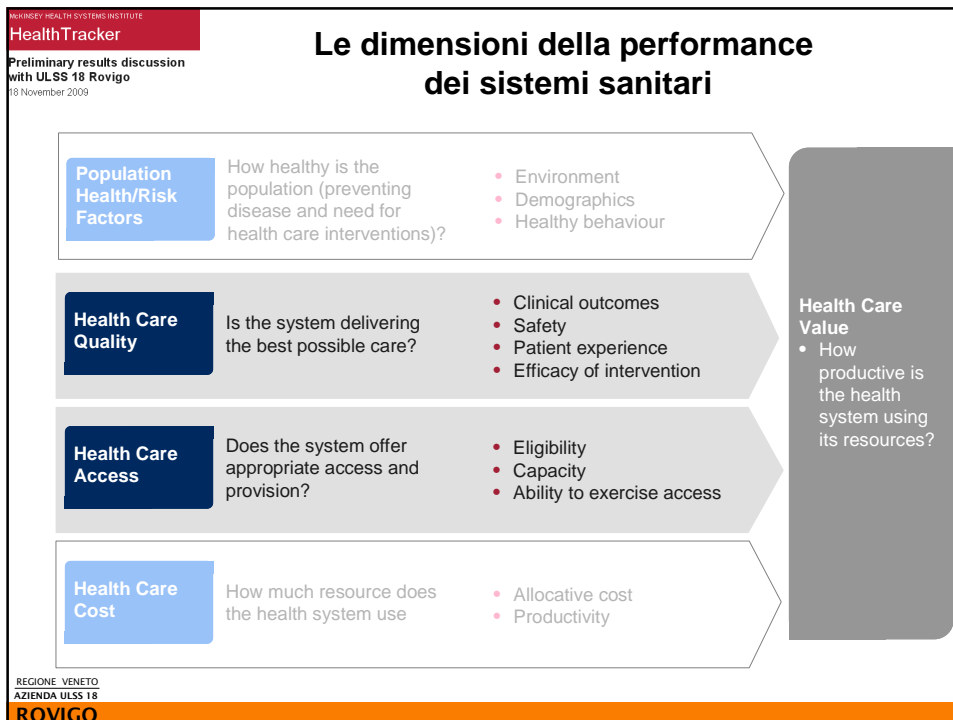 McKINSEY HEALTH SYSTEMS INSTITUTE
HealthTracker
Preliminary results discussion
with ULSS 18 Rovigo
18 November 2009
Le dimensioni della performance
dei sistemi sanitari
Population
Health/Risk
Factors
How healthy is the
population (preventing
disease and need for
health care interventions)?
• Environment
• Demographics
• Healthy behaviour
Health Care
Quality
Is the system delivering
the best possible care?
• Clinical outcomes
• Safety
• Patient experience
• Efficacy of intervention
Health Care
Access
Does the system offer
appropriate access and
provision?
• Eligibility
• Capacity
• Ability to exercise access
Health Care
Cost
How much resource does
the health system use
• Allocative cost
• Productivity
Health Care
Value
• How
productive is
the health
system using
its resources?
REGIONE VENETO
AZIENDA ULSS 18
ROVIGO